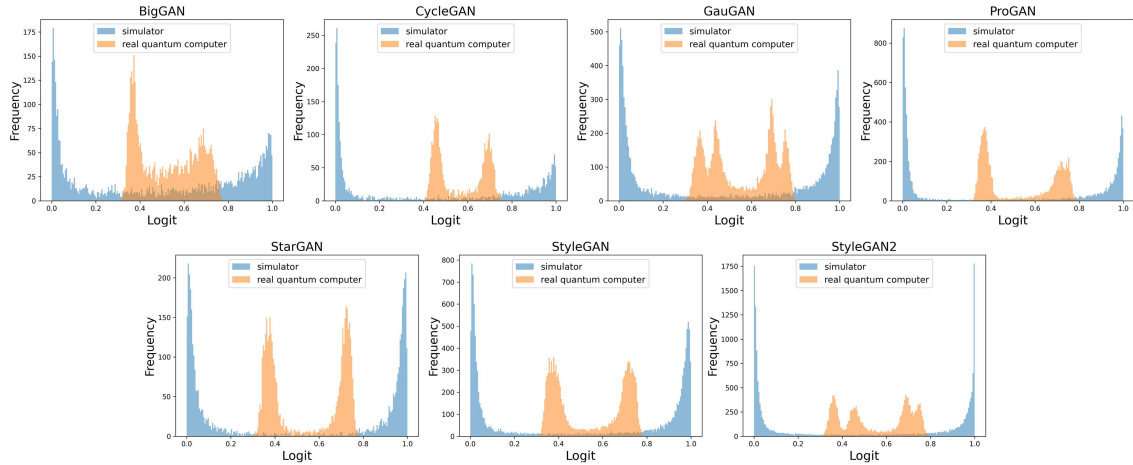 BigGAN
simulator
real quantum computer
Frequency
175
150
125
100
75
50
25
0
0.0 0.2 0.4 0.6 0.8 1.0
Logit
CycleGAN
simulator
real quantum computer
Frequency
250
200
150
100
50
0
0.0 0.2 0.4 0.6 0.8 1.0
Logit
GauGAN
simulator
real quantum computer
Frequency
500
400
300
200
100
0
0.0 0.2 0.4 0.6 0.8 1.0
Logit
ProGAN
simulator
real quantum computer
Frequency
800
600
400
200
0
0.0 0.2 0.4 0.6 0.8 1.0
Logit
StarGAN
simulator
real quantum computer
Frequency
200
150
100
50
0
0.0 0.2 0.4 0.6 0.8 1.0
Logit
StyleGAN
simulator
real quantum computer
Frequency
800
700
600
500
400
300
200
100
0
0.0 0.2 0.4 0.6 0.8 1.0
Logit
StyleGAN2
simulator
real quantum computer
Frequency
1750
1500
1250
1000
750
500
250
0
0.0 0.2 0.4 0.6 0.8 1.0
Logit